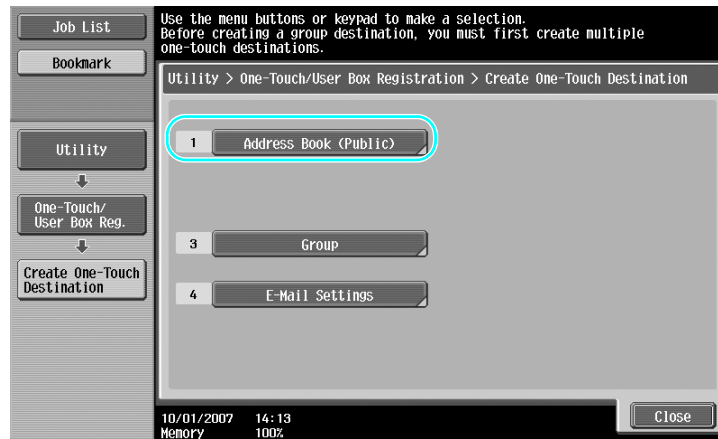 Job List
Bookmark
Use the menu buttons or keypad to make a selection.
Before creating a group destination, you must first create multiple
one-touch destinations.
Utility > One-Touch/User Box Registration > Create One-Touch Destination
Utility
One-Touch/
User Box Reg.
Create One-Touch
Destination
1 Address Book (Public)
3 Group
4 E-Mail Settings
10/01/2007 14:13
Memory 100%
Close